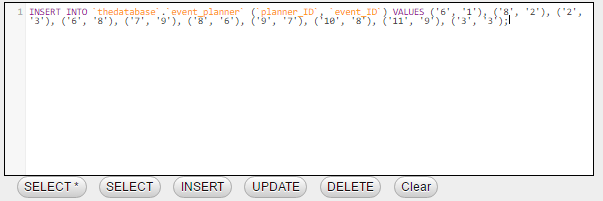 1 INSERT INTO `thedatabase`.`event_planner` (`planner_ID`, `event_ID`) VALUES ('6', '1'), ('8', '2'), ('2',
'3'), ('6', '8'), ('7', '9'), ('8', '6'), ('9', '7'), ('10', '8'), ('11', '9'), ('3', '3');
SELECT * SELECT INSERT UPDATE DELETE Clear